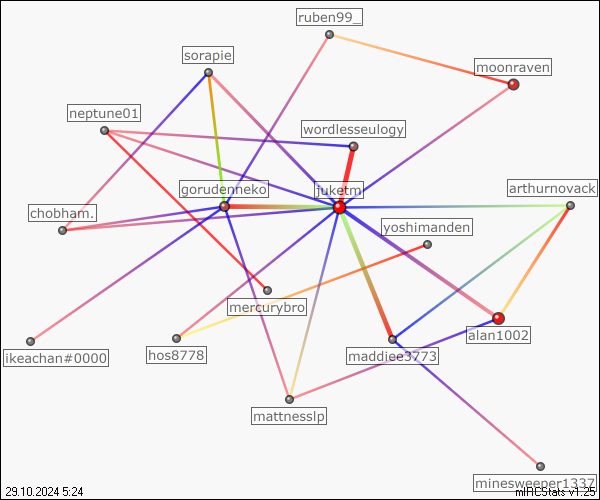 ruben99_
sorapie
moonraven
neptune01
wordlesseulogy
gorudenneko
juketm
arthurnovack
chobham.
yoshimanden
mercurybro
alan1002
ikeachan#0000
hos8778
maddiee3773
mattnesslp
minesweeper1337
29.10.2024 5:24
mIRCStats v1.25